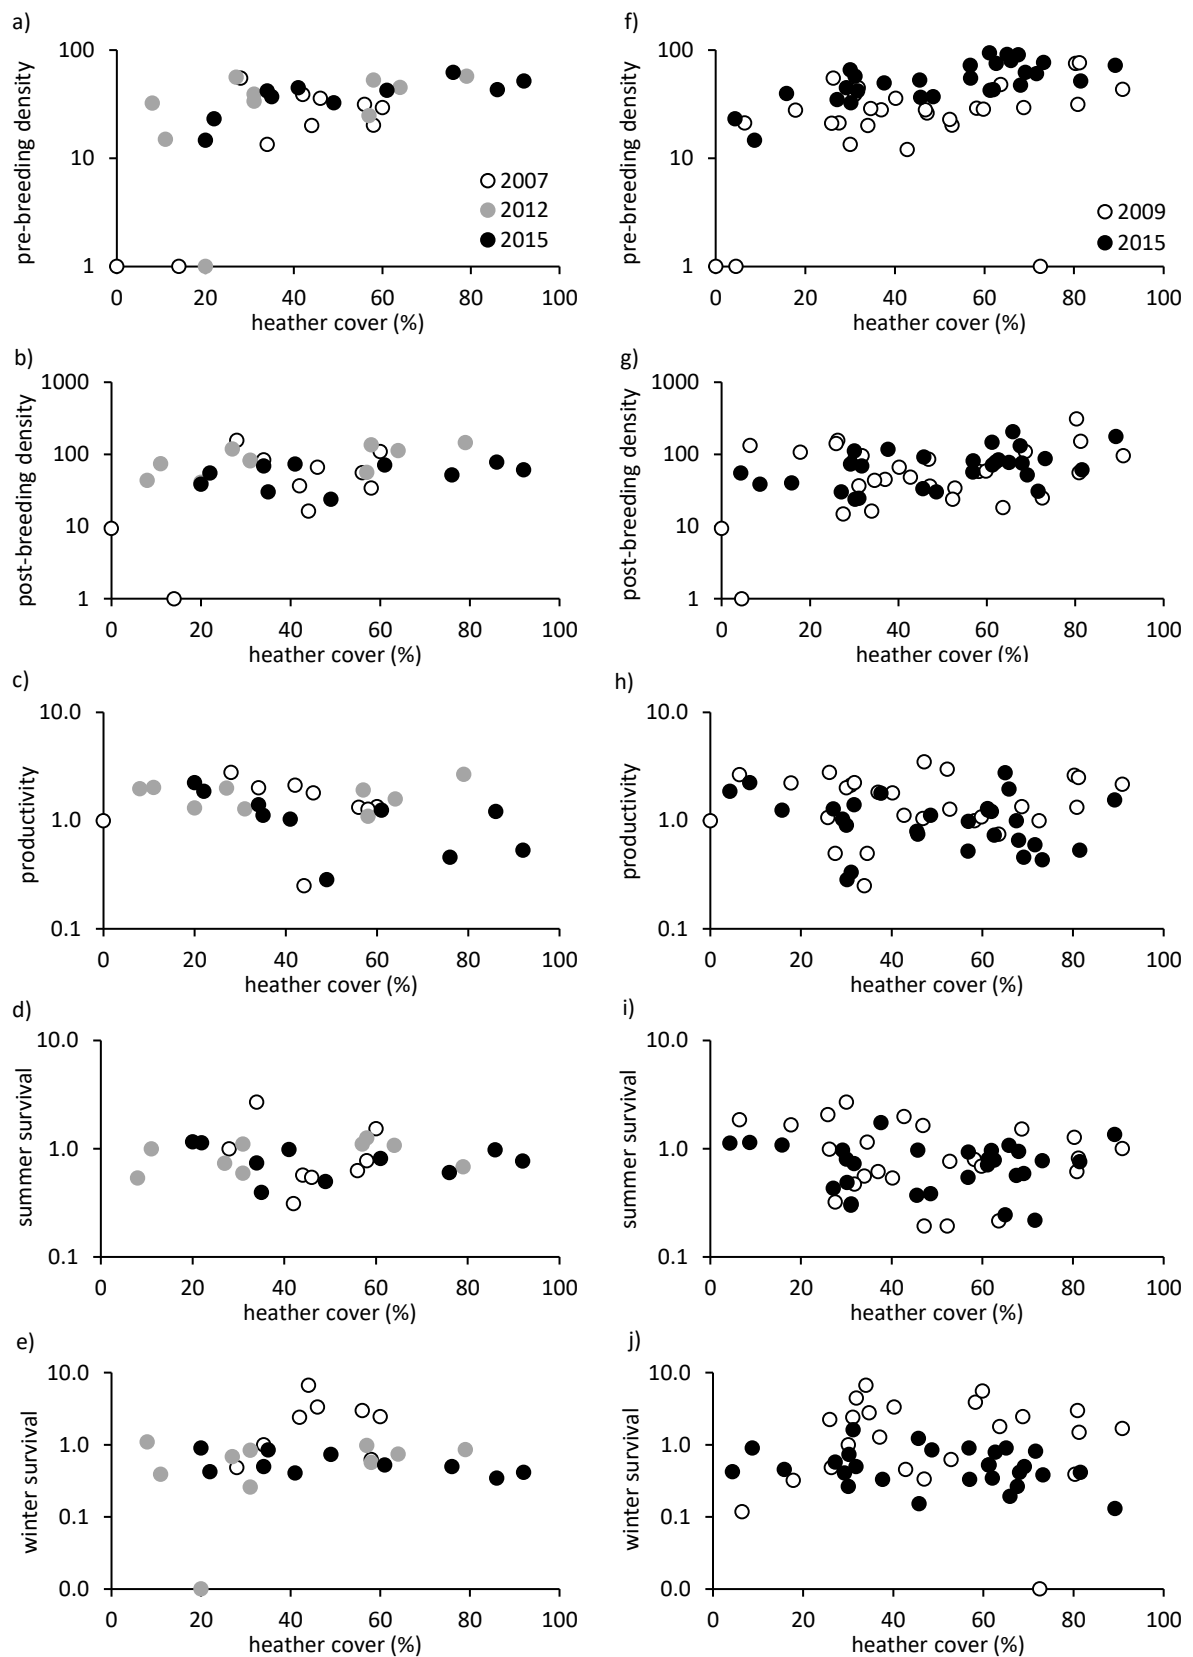 a)
100
10
1
pre-breeding density
2007
2012
2015
0 20 40 60 80 100
heather cover (%)
b)
1000
100
10
1
post-breeding density
0 20 40 60 80 100
heather cover (%)
c)
10.0
1.0
0.1
productivity
0 20 40 60 80 100
heather cover (%)
d)
10.0
1.0
0.1
summer survival
0 20 40 60 80 100
heather cover (%)
e)
10.0
1.0
0.1
0.0
winter survival
0 20 40 60 80 100
heather cover (%)
f)
100
10
1
pre-breeding density
2009
2015
0 20 40 60 80 100
heather cover (%)
g)
1000
100
10
1
post-breeding density
0 20 40 60 80 100
heather cover (%)
h)
10.0
1.0
0.1
productivity
0 20 40 60 80 100
heather cover (%)
i)
10.0
1.0
0.1
summer survival
0 20 40 60 80 100
heather cover (%)
j)
10.0
1.0
0.1
0.0
winter survival
0 20 40 60 80 100
heather cover (%)